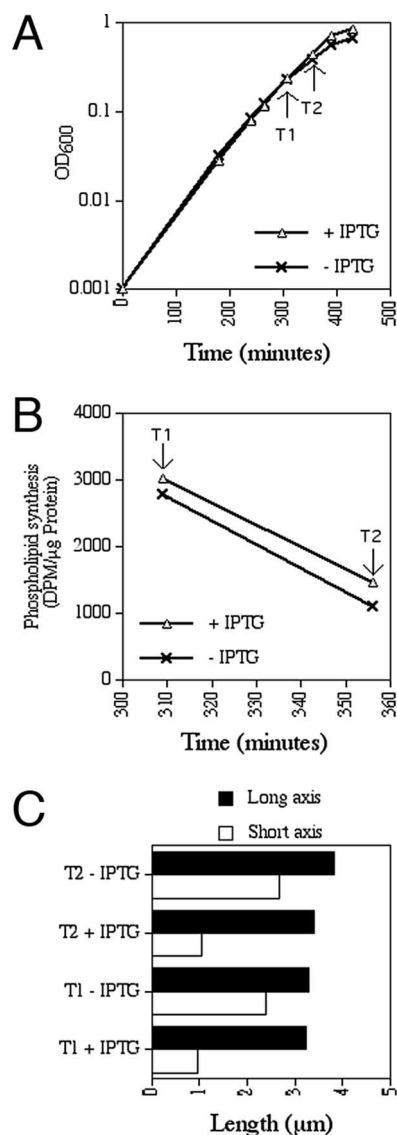 A
1
0.1
0.01
0.001
OD600
T2
T1
+ IPTG
- IPTG
0
100
200
300
400
500
Time (minutes)
B
4000
3000
2000
1000
0
Phospholipid synthesis
(DPM/µg Protein)
T1
T2
+ IPTG
- IPTG
300
310
320
330
340
350
360
Time (minutes)
C
Long axis
Short axis
T2 - IPTG
T2 + IPTG
T1 - IPTG
T1 + IPTG
0
1
2
3
4
5
Length (µm)